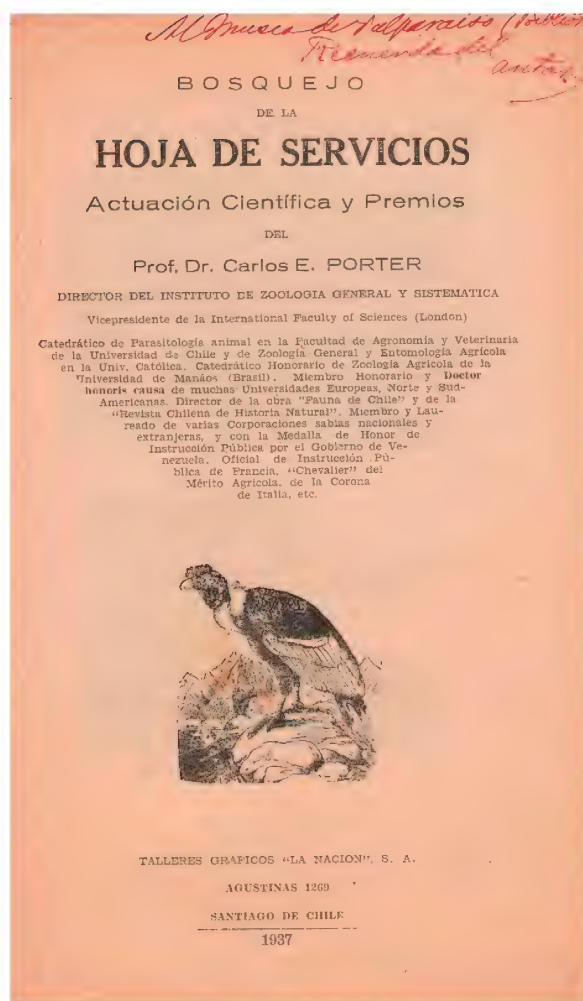 Al Museo de Valparaiso (Biblio
Recuerdo del
autor
BOSQUEJO
DE LA
HOJA DE SERVICIOS
Actuación Científica y Premios
DEL
Prof. Dr. Carlos E. PORTER
DIRECTOR DEL INSTITUTO DE ZOOLOGIA GENERAL Y SISTEMATICA
Vicepresidente de la International Faculty of Sciences (London)
Catedrático de Parasitología animal en la Facultad de Agronomía y Veterinaria
de la Universidad de Chile y de Zoología General y Entomología Agrícola
en la Univ. Católica. Catedrático Honorario de Zoología Agrícola de la
Universidad de Manáos (Brasil). Miembro Honorario y Doctor
honoris causa de muchas Universidades Europeas, Norte y Sud-
Americanas. Director de la obra "Fauna de Chile" y de la
"Revista Chilena de Historia Natural". Miembro y Lau-
reado de varias Corporaciones sabias nacionales y
extranjeras, y con la Medalla de Honor de
Instrucción Pública por el Gobierno de Ve-
nezuela. Oficial de Instrucción Pú-
blica de Francia, "Chevalier" del
Mérito Agrícola, de la Corona
de Italia, etc.
TALLERES GRAFICOS "LA NACION", S. A.
AGUSTINAS 1269
SANTIAGO DE CHILE
1937